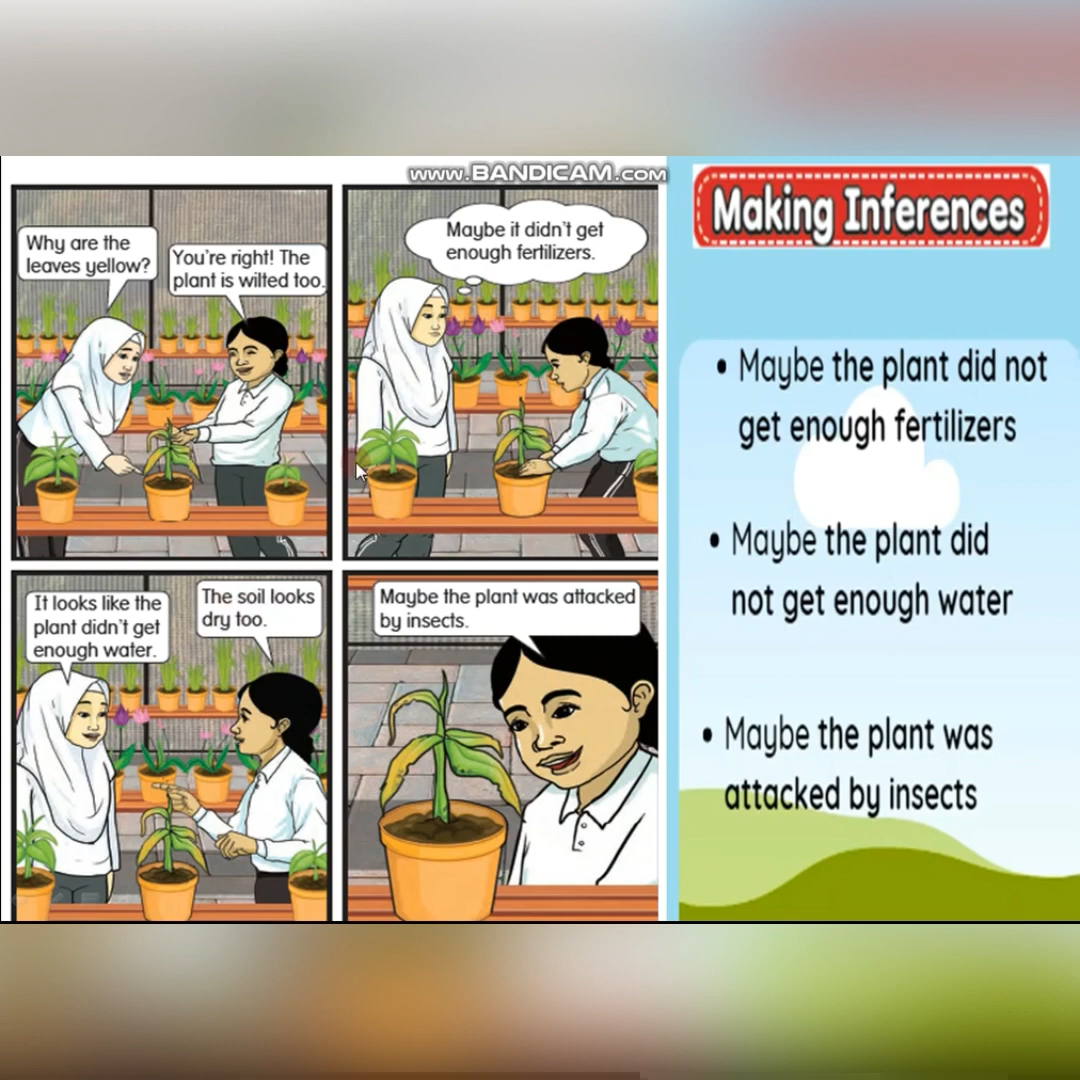 www.BANDICAM.com
Why are the
leaves yellow?
You're right! The
plant is wilted too.
Maybe it didn't get
enough fertilizers.
It looks like the
plant didn't get
enough water.
The soil looks
dry too.
Maybe the plant was attacked
by insects.
Making Inferences
• Maybe the plant did not
get enough fertilizers
• Maybe the plant did
not get enough water
• Maybe the plant was
attacked by insects